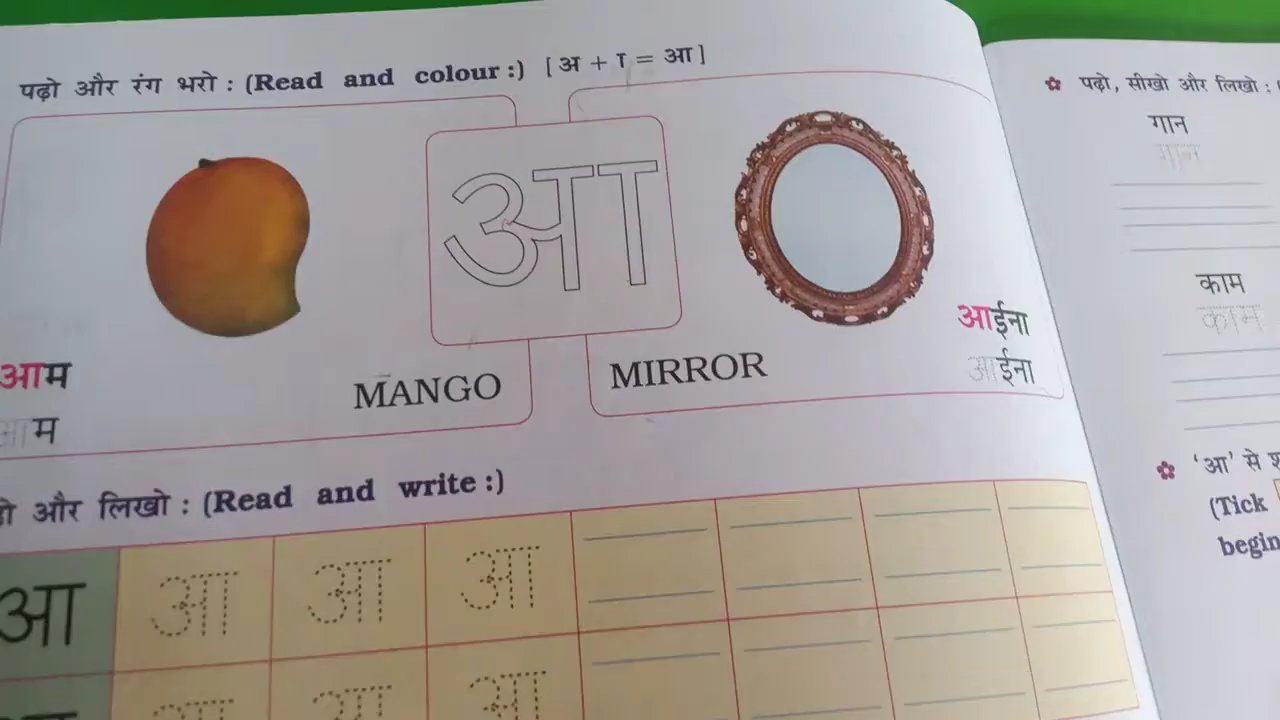 पढ़ो और रंग भरो : (Read and colour :) [ अ + ा = आ ]
आ
आम
आम
MANGO
MIRROR
आईना
आईना
और लिखो : (Read and write :)
आ आ आ आ
आ आ आ
पढ़ो, सीखो और लिखो :
गान
गान
काम
काम
'आ' से
(Tick
begin